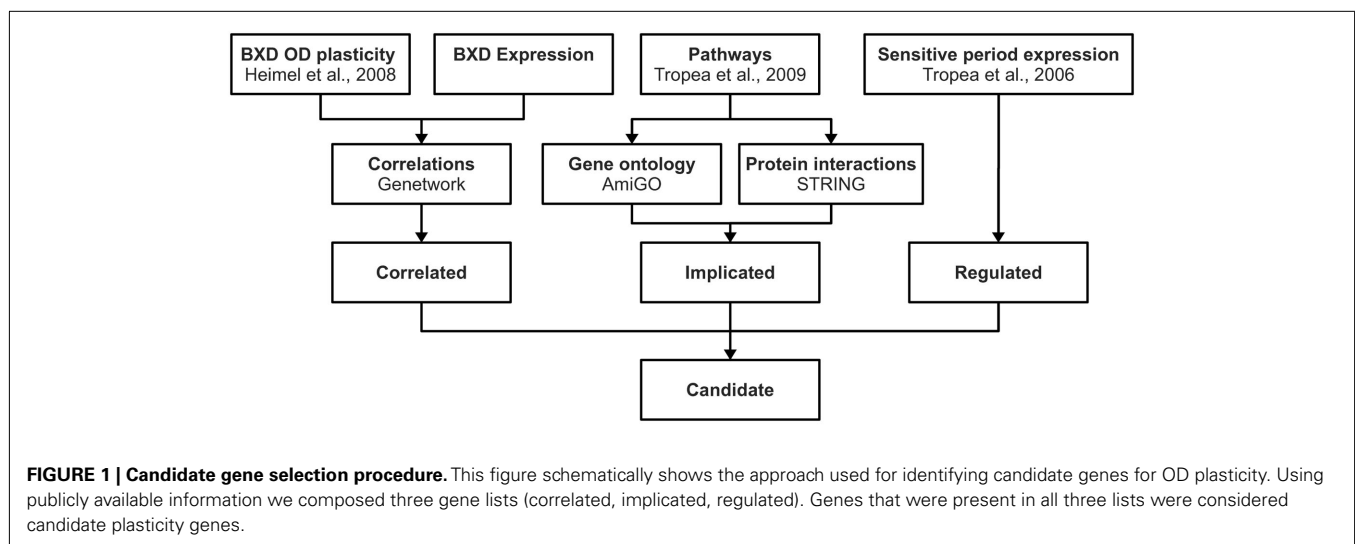 BXD OD plasticity
Heimel et al., 2008
BXD Expression
Pathways
Tropea et al., 2009
Sensitive period expression
Tropea et al., 2006
Correlations
Genetwork
Gene ontology
AmiGO
Protein interactions
STRING
Correlated
Implicated
Regulated
Candidate
FIGURE 1 | Candidate gene selection procedure. This figure schematically shows the approach used for identifying candidate genes for OD plasticity. Using
publicly available information we composed three gene lists (correlated, implicated, regulated). Genes that were present in all three lists were considered
candidate plasticity genes.